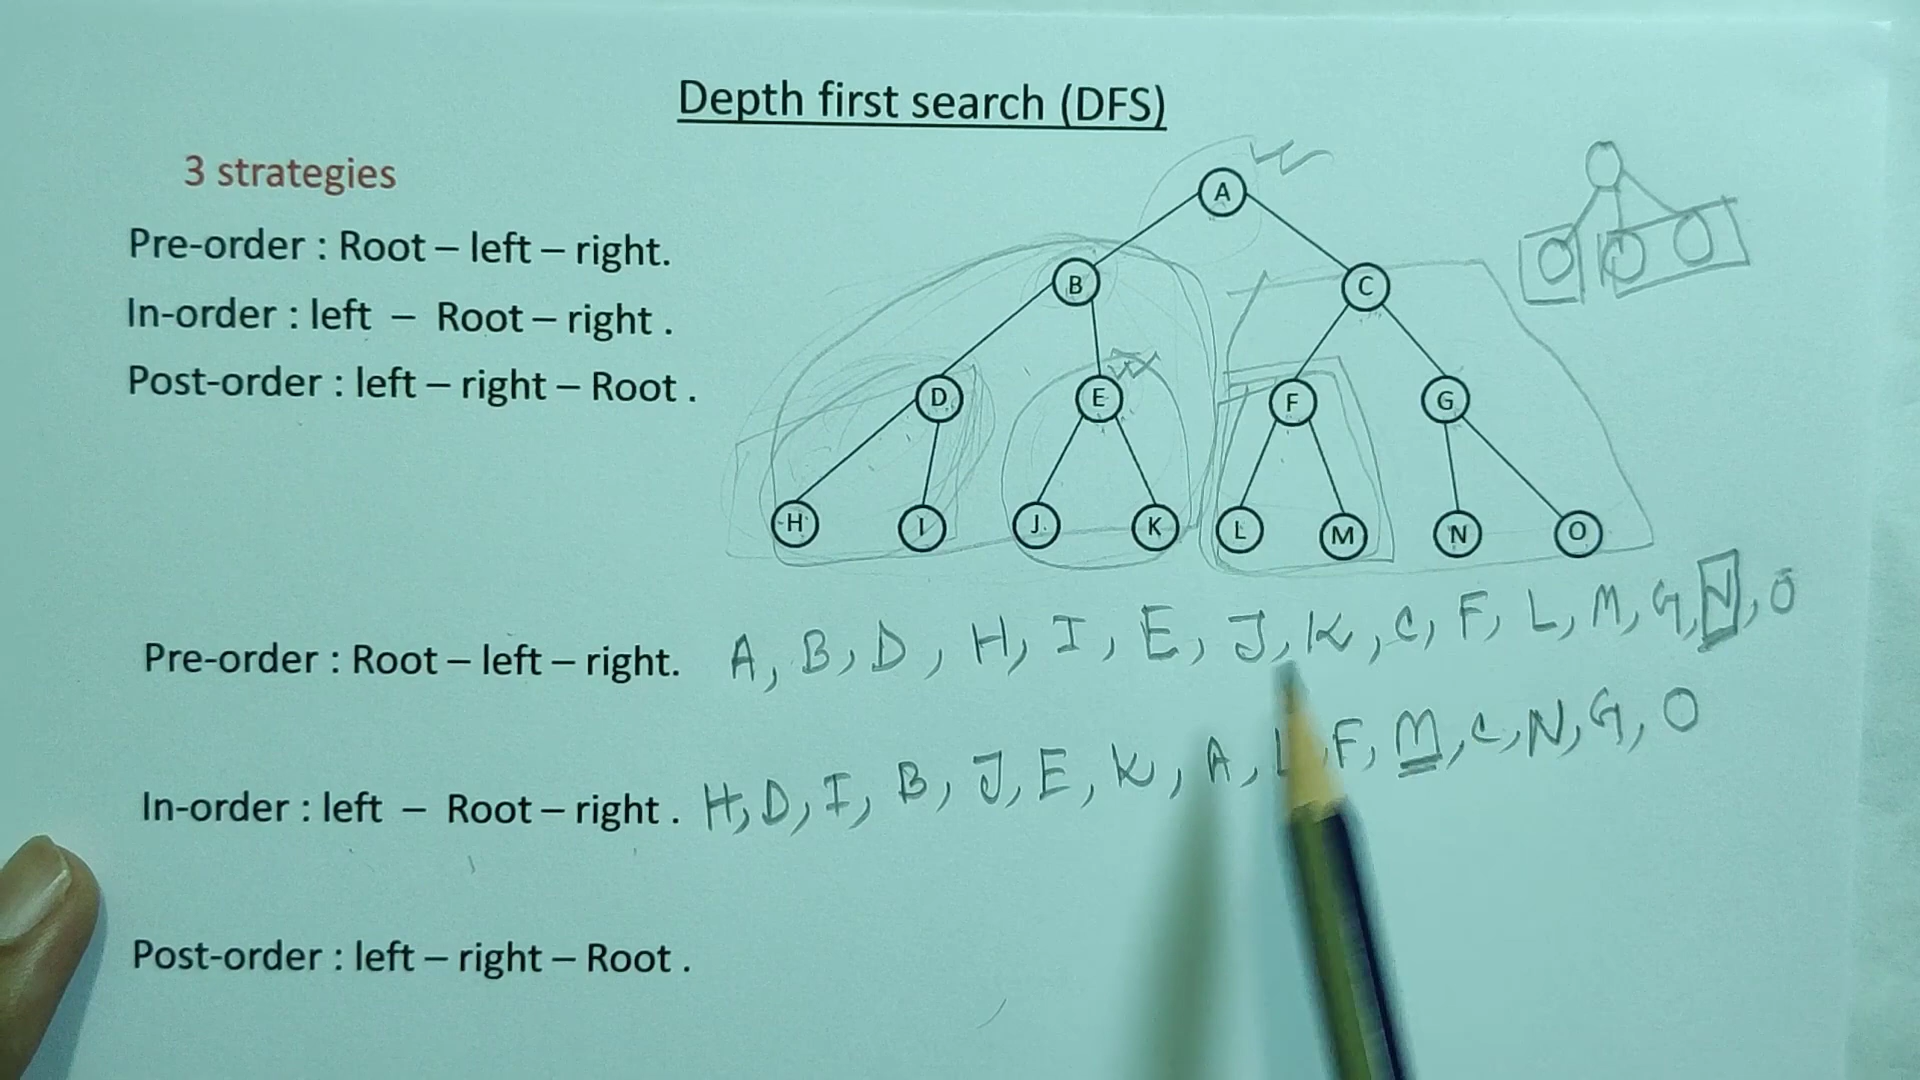 Depth first search (DFS)
3 strategies
Pre-order : Root – left – right.
In-order : left – Root – right .
Post-order : left – right – Root .
A
B
C
D
E
F
G
H
I
J
K
L
M
N
O
Pre-order : Root – left – right. A, B, D, H, I, E, J, K, C, F, L, M, G, N, O
In-order : left – Root – right . H, D, I, B, J, E, K, A, L, F, M, C, N, G, O
Post-order : left – right – Root .